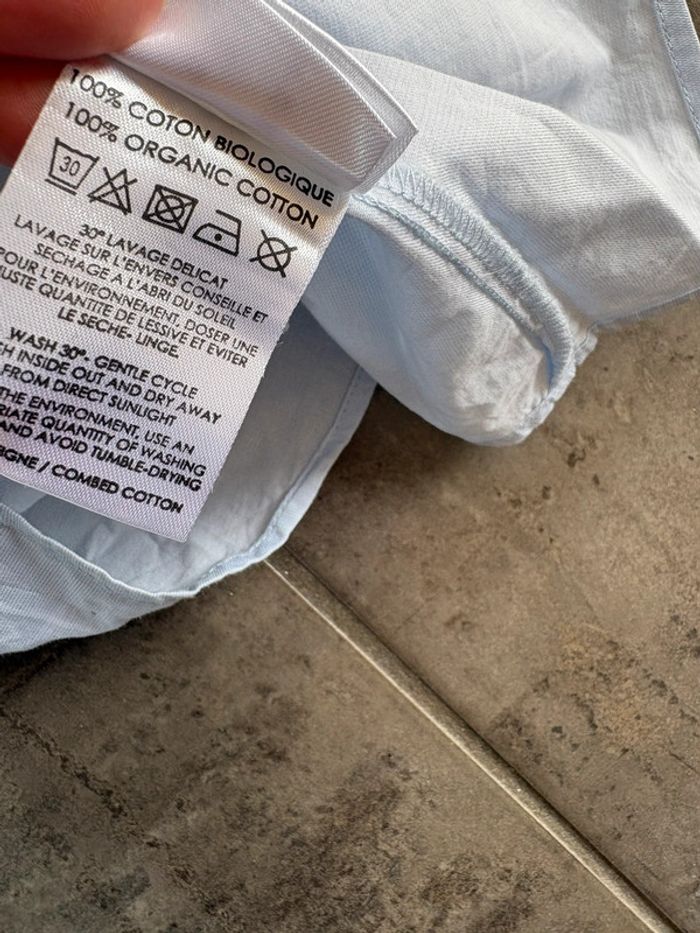 100% COTON BIOLOGIQUE
100% ORGANIC COTTON
30
30° LAVAGE DELICAT
LAVAGE SUR L'ENVERS CONSEILLE ET
SECHAGE A L'ABRI DU SOLEIL
POUR L'ENVIRONNEMENT, DOSER UNE
JUSTE QUANTITE DE LESSIVE ET EVITER
LE SECHE- LINGE.
WASH 30°. GENTLE CYCLE
INSIDE OUT AND DRY AWAY
FROM DIRECT SUNLIGHT
THE ENVIRONMENT, USE AN
QUANTITY OF WASHING
AND AVOID TUMBLE-DRYING
/ COMBED COTTON